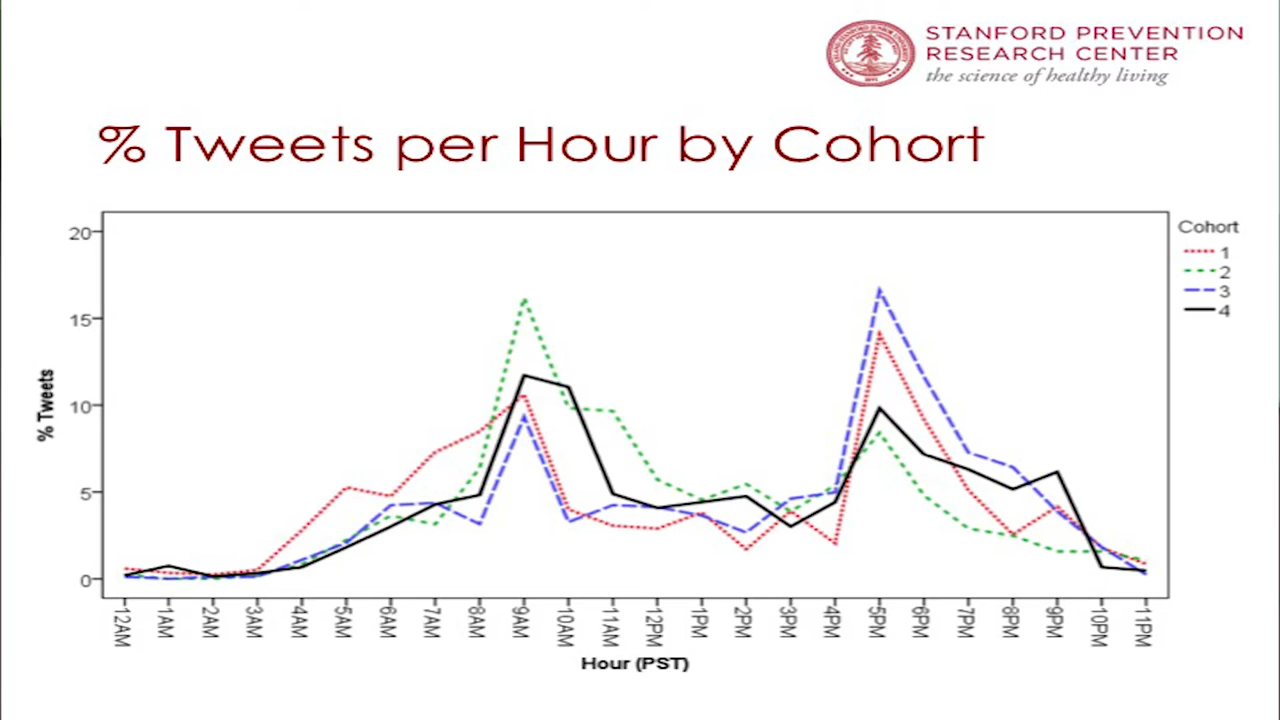 STANFORD PREVENTION
RESEARCH CENTER
the science of healthy living
% Tweets per Hour by Cohort
Cohort
1
2
3
4
20
15
10
5
0
% Tweets
12AM
1AM
2AM
3AM
4AM
5AM
6AM
7AM
8AM
9AM
10AM
11AM
12PM
1PM
2PM
3PM
4PM
5PM
6PM
7PM
8PM
9PM
10PM
11PM
Hour (PST)